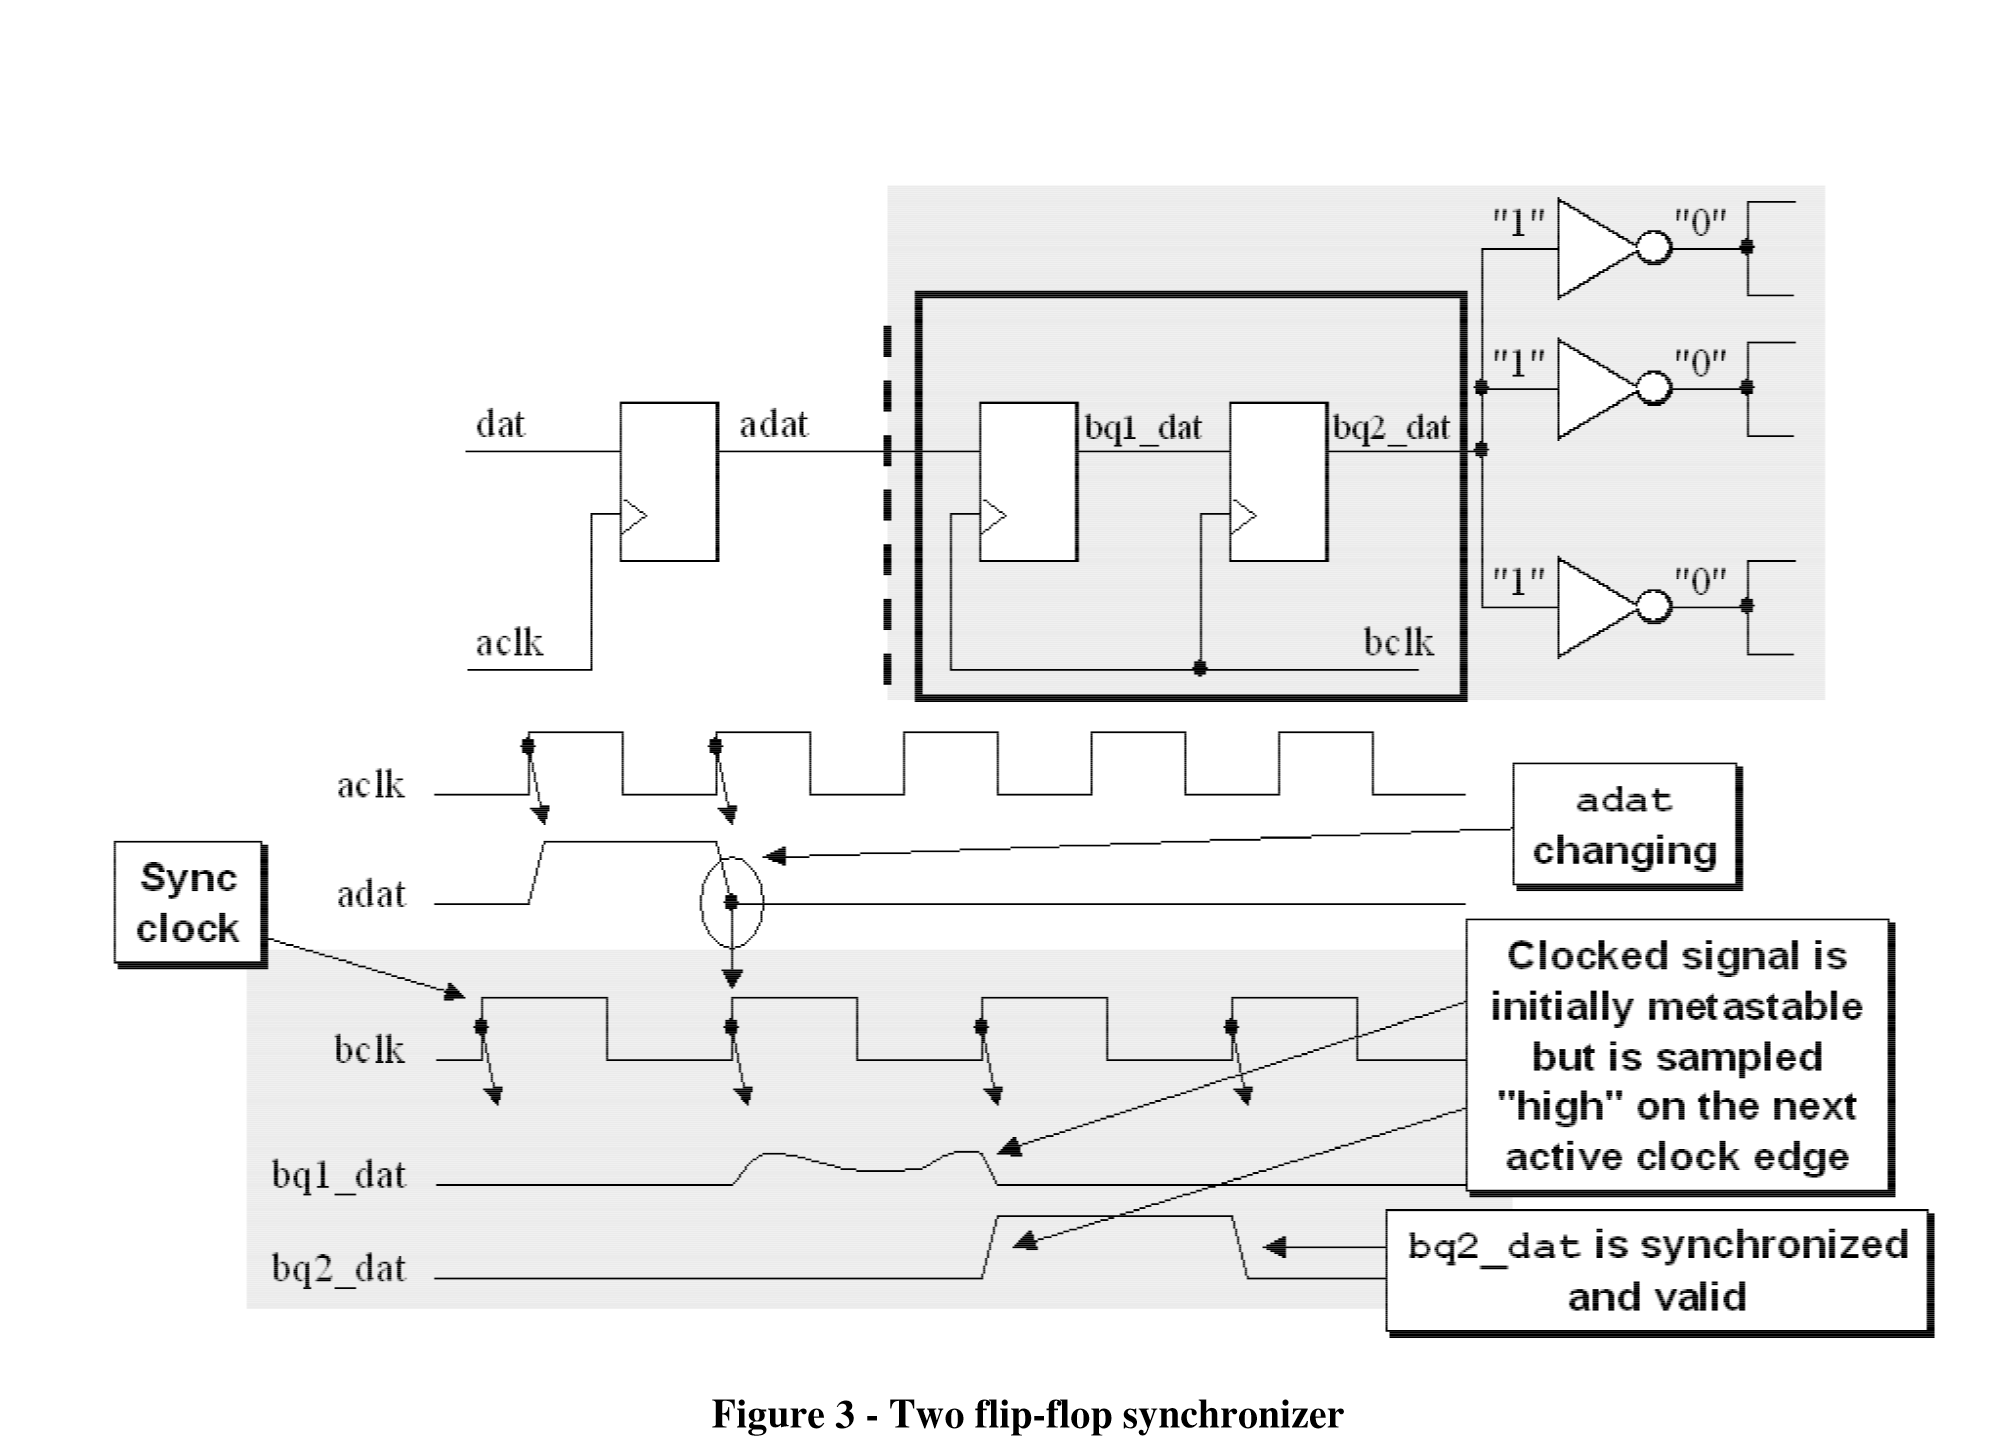 "1"
"0"
"1"
"0"
dat
adat
bq1_dat
bq2_dat
"1"
"0"
aclk
bclk
aclk
adat
changing
Sync
clock
adat
Clocked signal is
initially metastable
but is sampled
"high" on the next
active clock edge
bclk
bq1_dat
bq2_dat
bq2_dat is synchronized
and valid
Figure 3 - Two flip-flop synchronizer